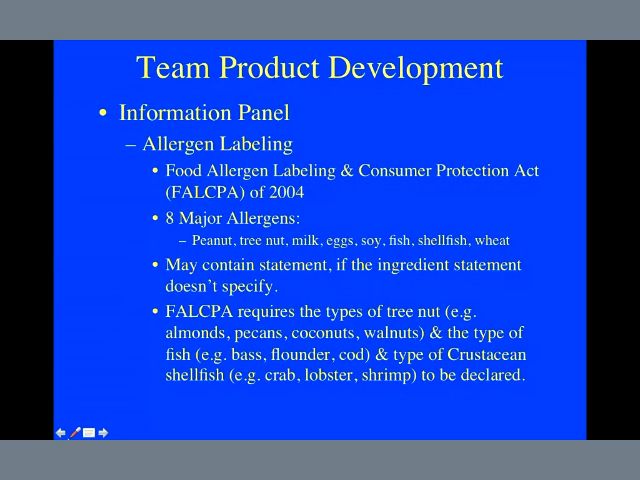 Team Product Development
• Information Panel
– Allergen Labeling
• Food Allergen Labeling & Consumer Protection Act
(FALCPA) of 2004
• 8 Major Allergens:
– Peanut, tree nut, milk, eggs, soy, fish, shellfish, wheat
• May contain statement, if the ingredient statement
doesn't specify.
• FALCPA requires the types of tree nut (e.g.
almonds, pecans, coconuts, walnuts) & the type of
fish (e.g. bass, flounder, cod) & type of Crustacean
shellfish (e.g. crab, lobster, shrimp) to be declared.